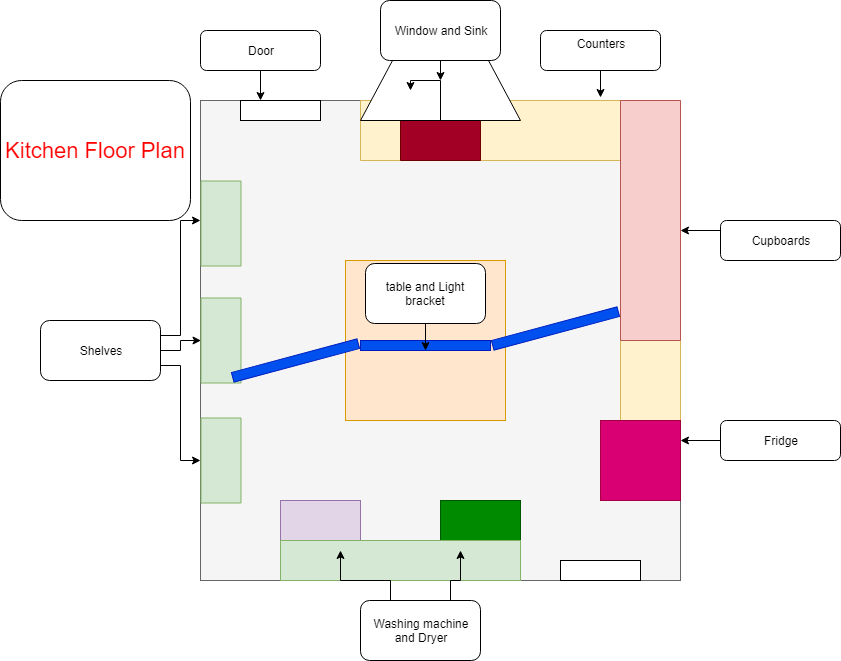 Window and Sink
Door
Counters
Kitchen Floor Plan
Cupboards
table and Light
bracket
Shelves
Fridge
Washing machine
and Dryer